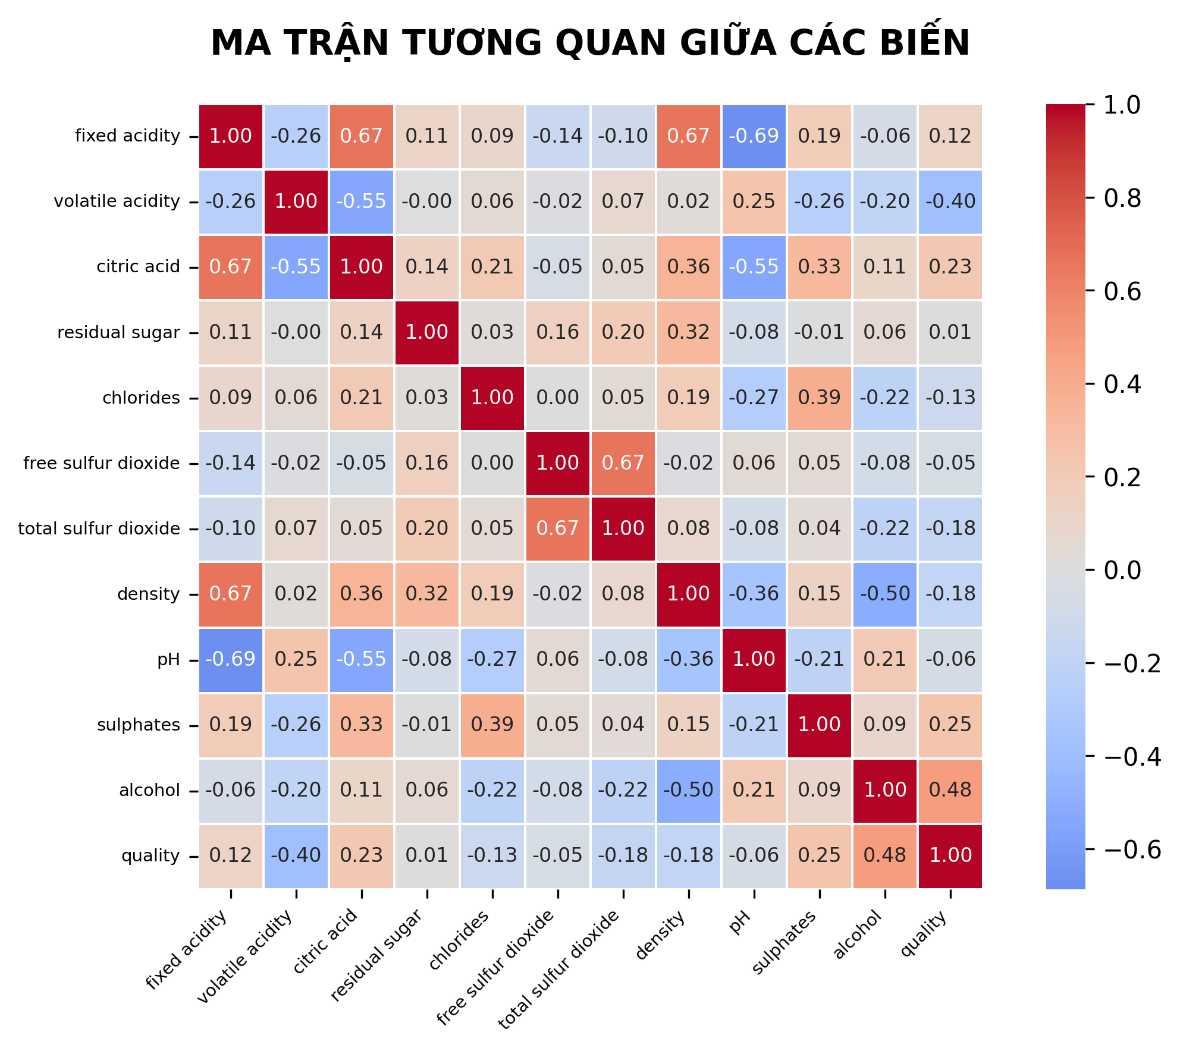 MA TRẬN TƯƠNG QUAN GIỮA CÁC BIẾN
fixed acidity 1.00 -0.26 0.67 0.11 0.09 -0.14 -0.10 0.67 -0.69 0.19 -0.06 0.12
volatile acidity -0.26 1.00 -0.55 -0.00 0.06 -0.02 0.07 0.02 0.25 -0.26 -0.20 -0.40
citric acid 0.67 -0.55 1.00 0.14 0.21 -0.05 0.05 0.36 -0.55 0.33 0.11 0.23
residual sugar 0.11 -0.00 0.14 1.00 0.03 0.16 0.20 0.32 -0.08 -0.01 0.06 0.01
chlorides 0.09 0.06 0.21 0.03 1.00 0.00 0.05 0.19 -0.27 0.39 -0.22 -0.13
free sulfur dioxide -0.14 -0.02 -0.05 0.16 0.00 1.00 0.67 -0.02 0.06 0.05 -0.08 -0.05
total sulfur dioxide -0.10 0.07 0.05 0.20 0.05 0.67 1.00 0.08 -0.08 0.04 -0.22 -0.18
density 0.67 0.02 0.36 0.32 0.19 -0.02 0.08 1.00 -0.36 0.15 -0.50 -0.18
pH -0.69 0.25 -0.55 -0.08 -0.27 0.06 -0.08 -0.36 1.00 -0.21 0.21 -0.06
sulphates 0.19 -0.26 0.33 -0.01 0.39 0.05 0.04 0.15 -0.21 1.00 0.09 0.25
alcohol -0.06 -0.20 0.11 0.06 -0.22 -0.08 -0.22 -0.50 0.21 0.09 1.00 0.48
quality 0.12 -0.40 0.23 0.01 -0.13 -0.05 -0.18 -0.18 -0.06 0.25 0.48 1.00
fixed acidity
volatile acidity
citric acid
residual sugar
chlorides
free sulfur dioxide
total sulfur dioxide
density
pH
sulphates
alcohol
quality
1.0
0.8
0.6
0.4
0.2
0.0
−0.2
−0.4
−0.6